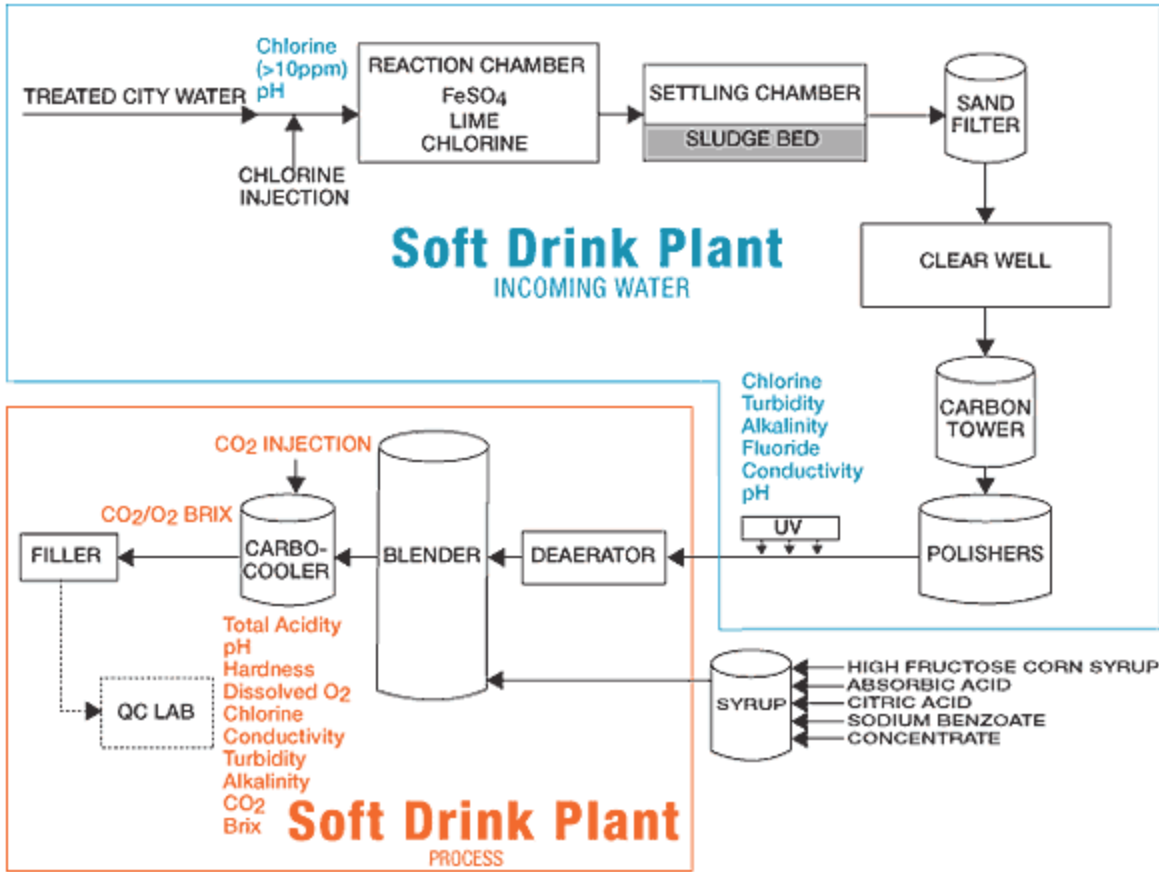 Chlorine
(>10ppm)
pH
TREATED CITY WATER
CHLORINE
INJECTION
REACTION CHAMBER
FeSO4
LIME
CHLORINE
SETTLING CHAMBER
SLUDGE BED
SAND
FILTER
Soft Drink Plant
INCOMING WATER
CLEAR WELL
CARBON
TOWER
Chlorine
Turbidity
Alkalinity
Fluoride
Conductivity
pH
UV
POLISHERS
DEAERATOR
BLENDER
CO2 INJECTION
CARBO-
COOLER
CO2/O2 BRIX
FILLER
QC LAB
Total Acidity
pH
Hardness
Dissolved O2
Chlorine
Conductivity
Turbidity
Alkalinity
CO2
Brix
SYRUP
HIGH FRUCTOSE CORN SYRUP
ABSORBIC ACID
CITRIC ACID
SODIUM BENZOATE
CONCENTRATE
Soft Drink Plant
PROCESS